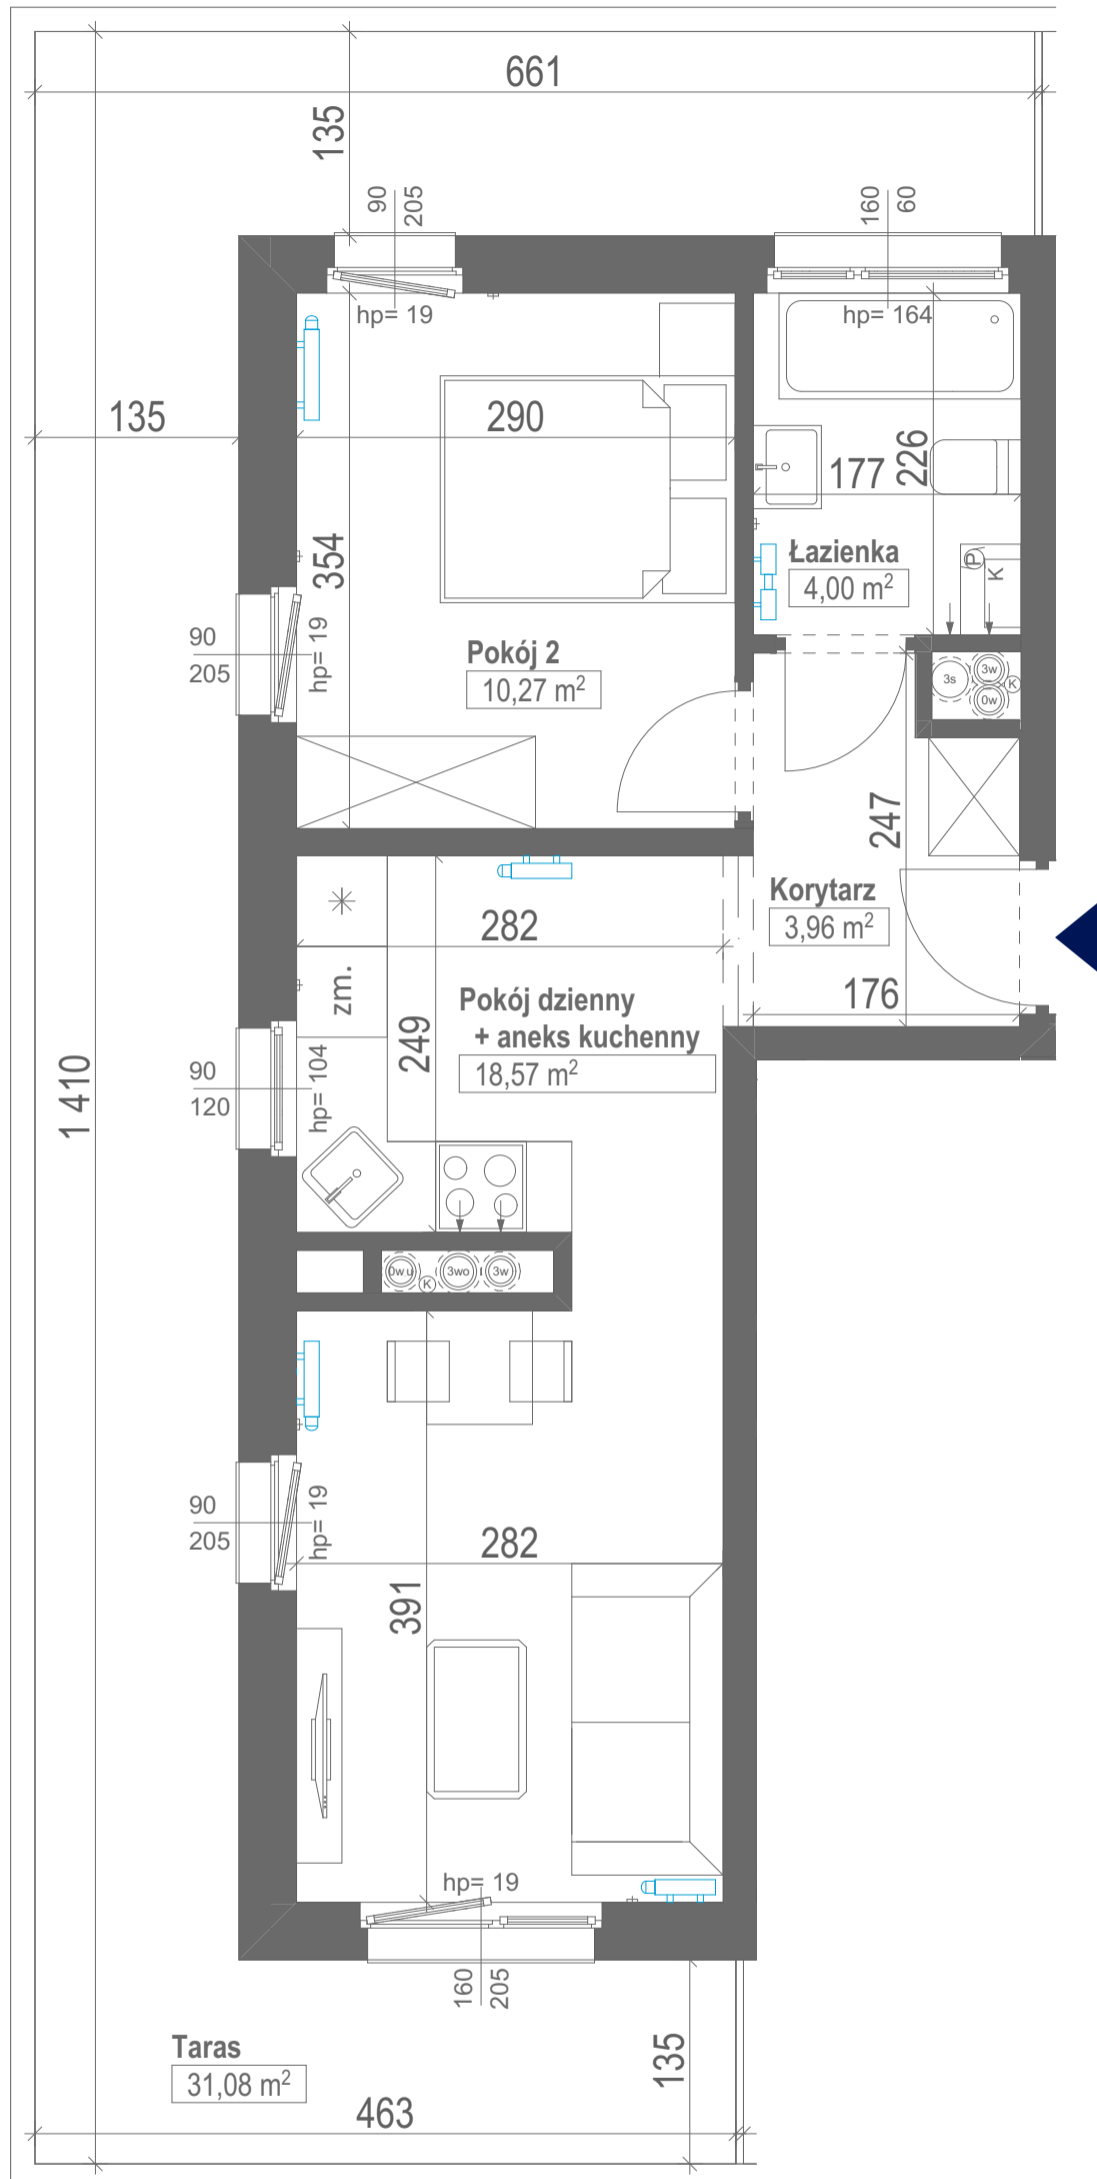 661
135
90
205
160
60
hp= 19
hp= 164
135
290
177
226
354
Łazienka
4,00 m²
P
K
90
205
hp= 19
Pokój 2
10,27 m²
3s
3w
0w
K
247
Korytarz
3,96 m²
176
282
zm.
249
Pokój dzienny
+ aneks kuchenny
18,57 m²
90
120
hp= 104
1 410
0w u
K
3wo
3w
90
205
hp= 19
282
391
hp= 19
160
205
135
Taras
31,08 m²
463